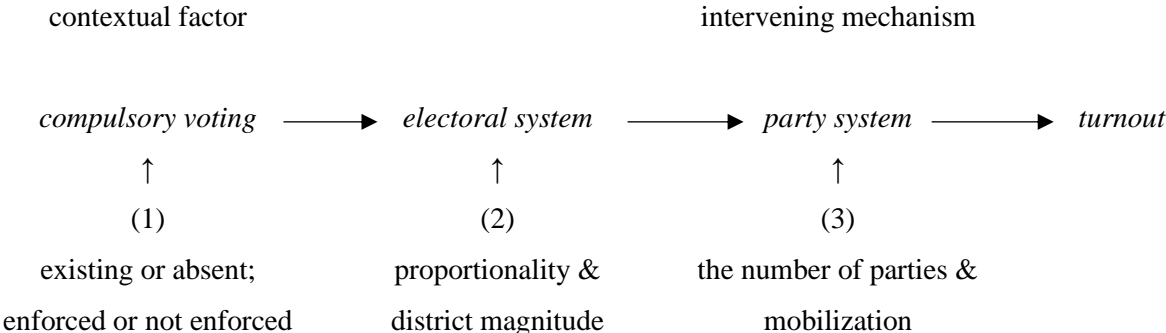 contextual factor intervening mechanism
compulsory voting → electoral system → party system → turnout
↑ ↑ ↑
(1) (2) (3)
existing or absent; proportionality & the number of parties &
enforced or not enforced district magnitude mobilization